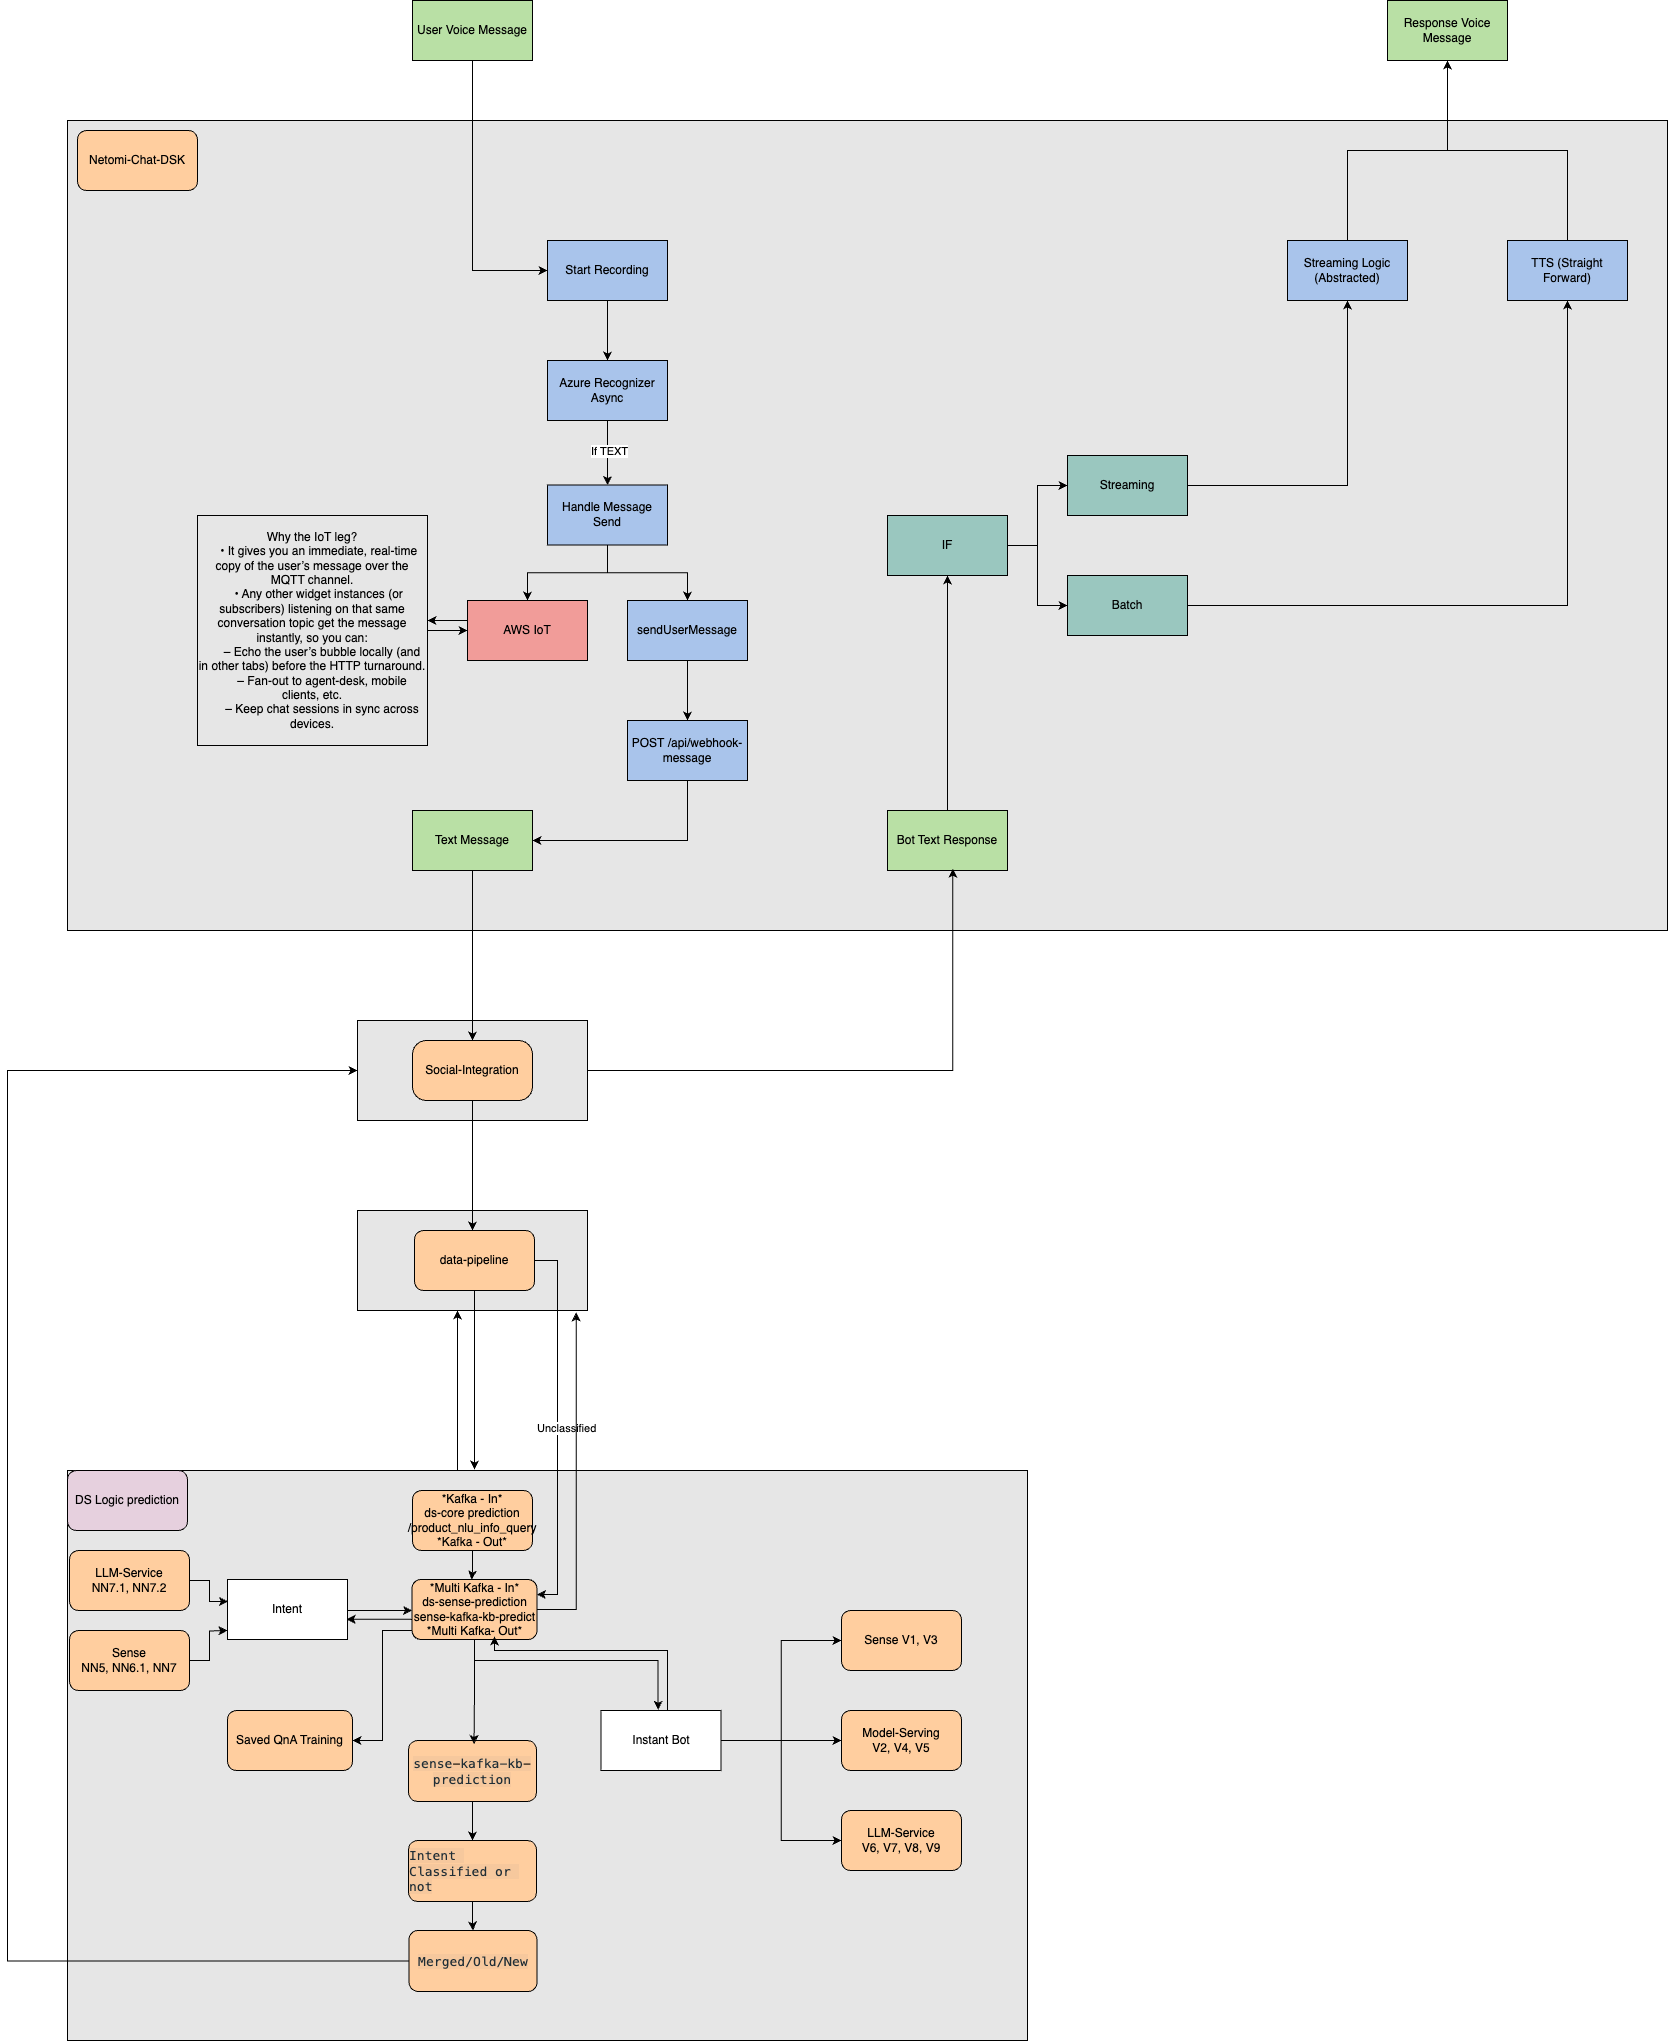 User Voice Message
Response Voice
Message
Netomi-Chat-DSK
Start Recording
Streaming Logic
(Abstracted)
TTS (Straight
Forward)
Azure Recognizer
Async
If TEXT
Handle Message
Send
Streaming
IF
Batch
Why the IoT leg?
• It gives you an immediate, real-time
copy of the user’s message over the
MQTT channel.
• Any other widget instances (or
subscribers) listening on that same
conversation topic get the message
instantly, so you can:
– Echo the user’s bubble locally (and
in other tabs) before the HTTP turnaround.
– Fan-out to agent-desk, mobile
clients, etc.
– Keep chat sessions in sync across
devices.
AWS IoT
sendUserMessage
POST /api/webhook-
message
Text Message
Bot Text Response
Social-Integration
data-pipeline
Unclassified
DS Logic prediction
*Kafka - In*
ds-core prediction
/product_nlu_info_query
*Kafka - Out*
LLM-Service
NN7.1, NN7.2
Intent
*Multi Kafka - In*
ds-sense-prediction
sense-kafka-kb-predict
*Multi Kafka- Out*
Sense
NN5, NN6.1, NN7
Sense V1, V3
Saved QnA Training
sense-kafka-kb-
prediction
Instant Bot
Model-Serving
V2, V4, V5
LLM-Service
V6, V7, V8, V9
Intent
Classified or
not
Merged/Old/New